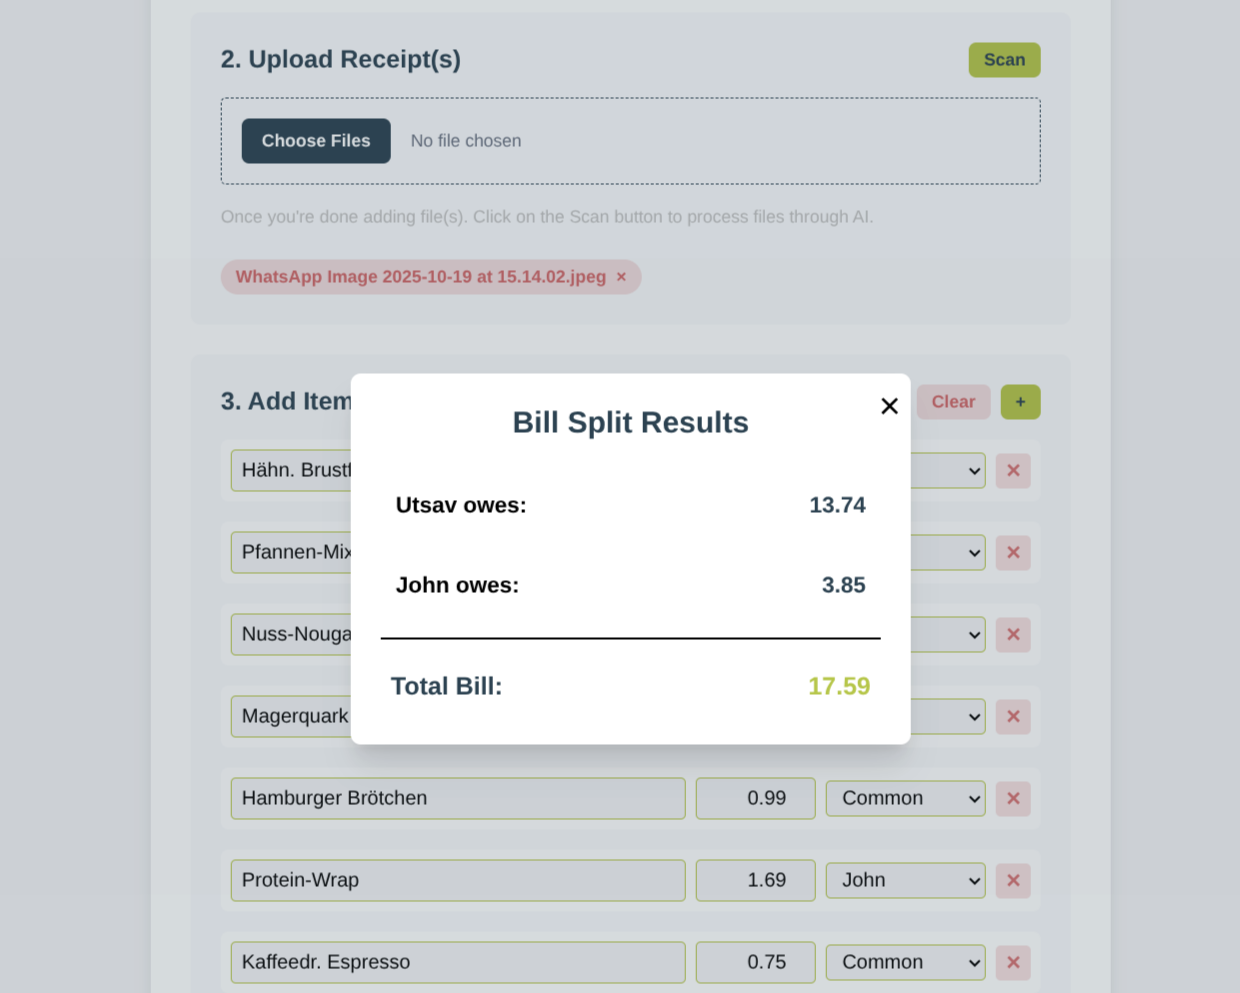 2. Upload Receipt(s)
Scan
Choose Files No file chosen
Once you're done adding file(s). Click on the Scan button to process files through AI.
WhatsApp Image 2025-10-19 at 15.14.02.jpeg ×
3. Add Item
Clear +
Bill Split Results
Utsav owes: 13.74
John owes: 3.85
Total Bill: 17.59
Hähn.
Pfannen-Mix
Magerquark
Hamburger Brötchen 0.99 Common
Protein-Wrap 1.69 John
Kaffeedr. Espresso 0.75 Common